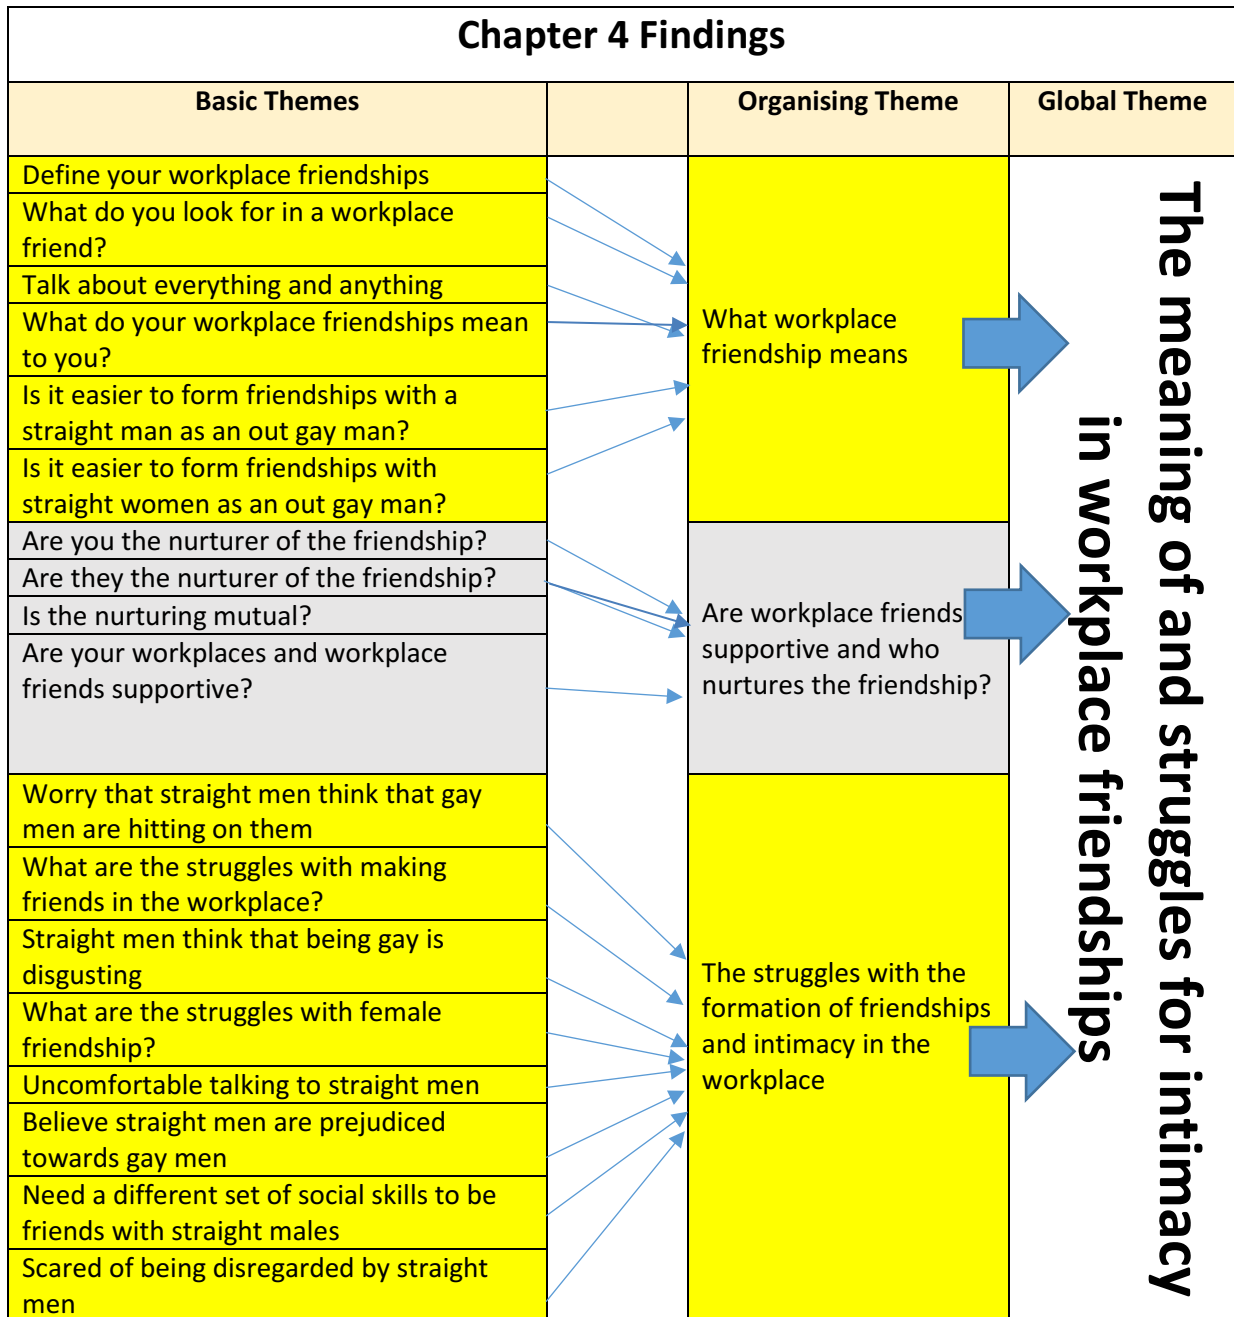 Chapter 4 Findings
Basic Themes
Organising Theme
Global Theme
Define your workplace friendships
What do you look for in a workplace
friend?
Talk about everything and anything
What do your workplace friendships mean
to you?
Is it easier to form friendships with a
straight man as an out gay man?
Is it easier to form friendships with
straight women as an out gay man?
What workplace
friendship means
Are you the nurturer of the friendship?
Are they the nurturer of the friendship?
Is the nurturing mutual?
Are your workplaces and workplace
friends supportive?
Are workplace friends
supportive and who
nurtures the friendship?
Worry that straight men think that gay
men are hitting on them
What are the struggles with making
friends in the workplace?
Straight men think that being gay is
disgusting
What are the struggles with female
friendship?
Uncomfortable talking to straight men
Believe straight men are prejudiced
towards gay men
Need a different set of social skills to be
friends with straight males
Scared of being disregarded by straight
men
The struggles with the
formation of friendships
and intimacy in the
workplace
The meaning of and struggles for intimacy
in workplace friendships